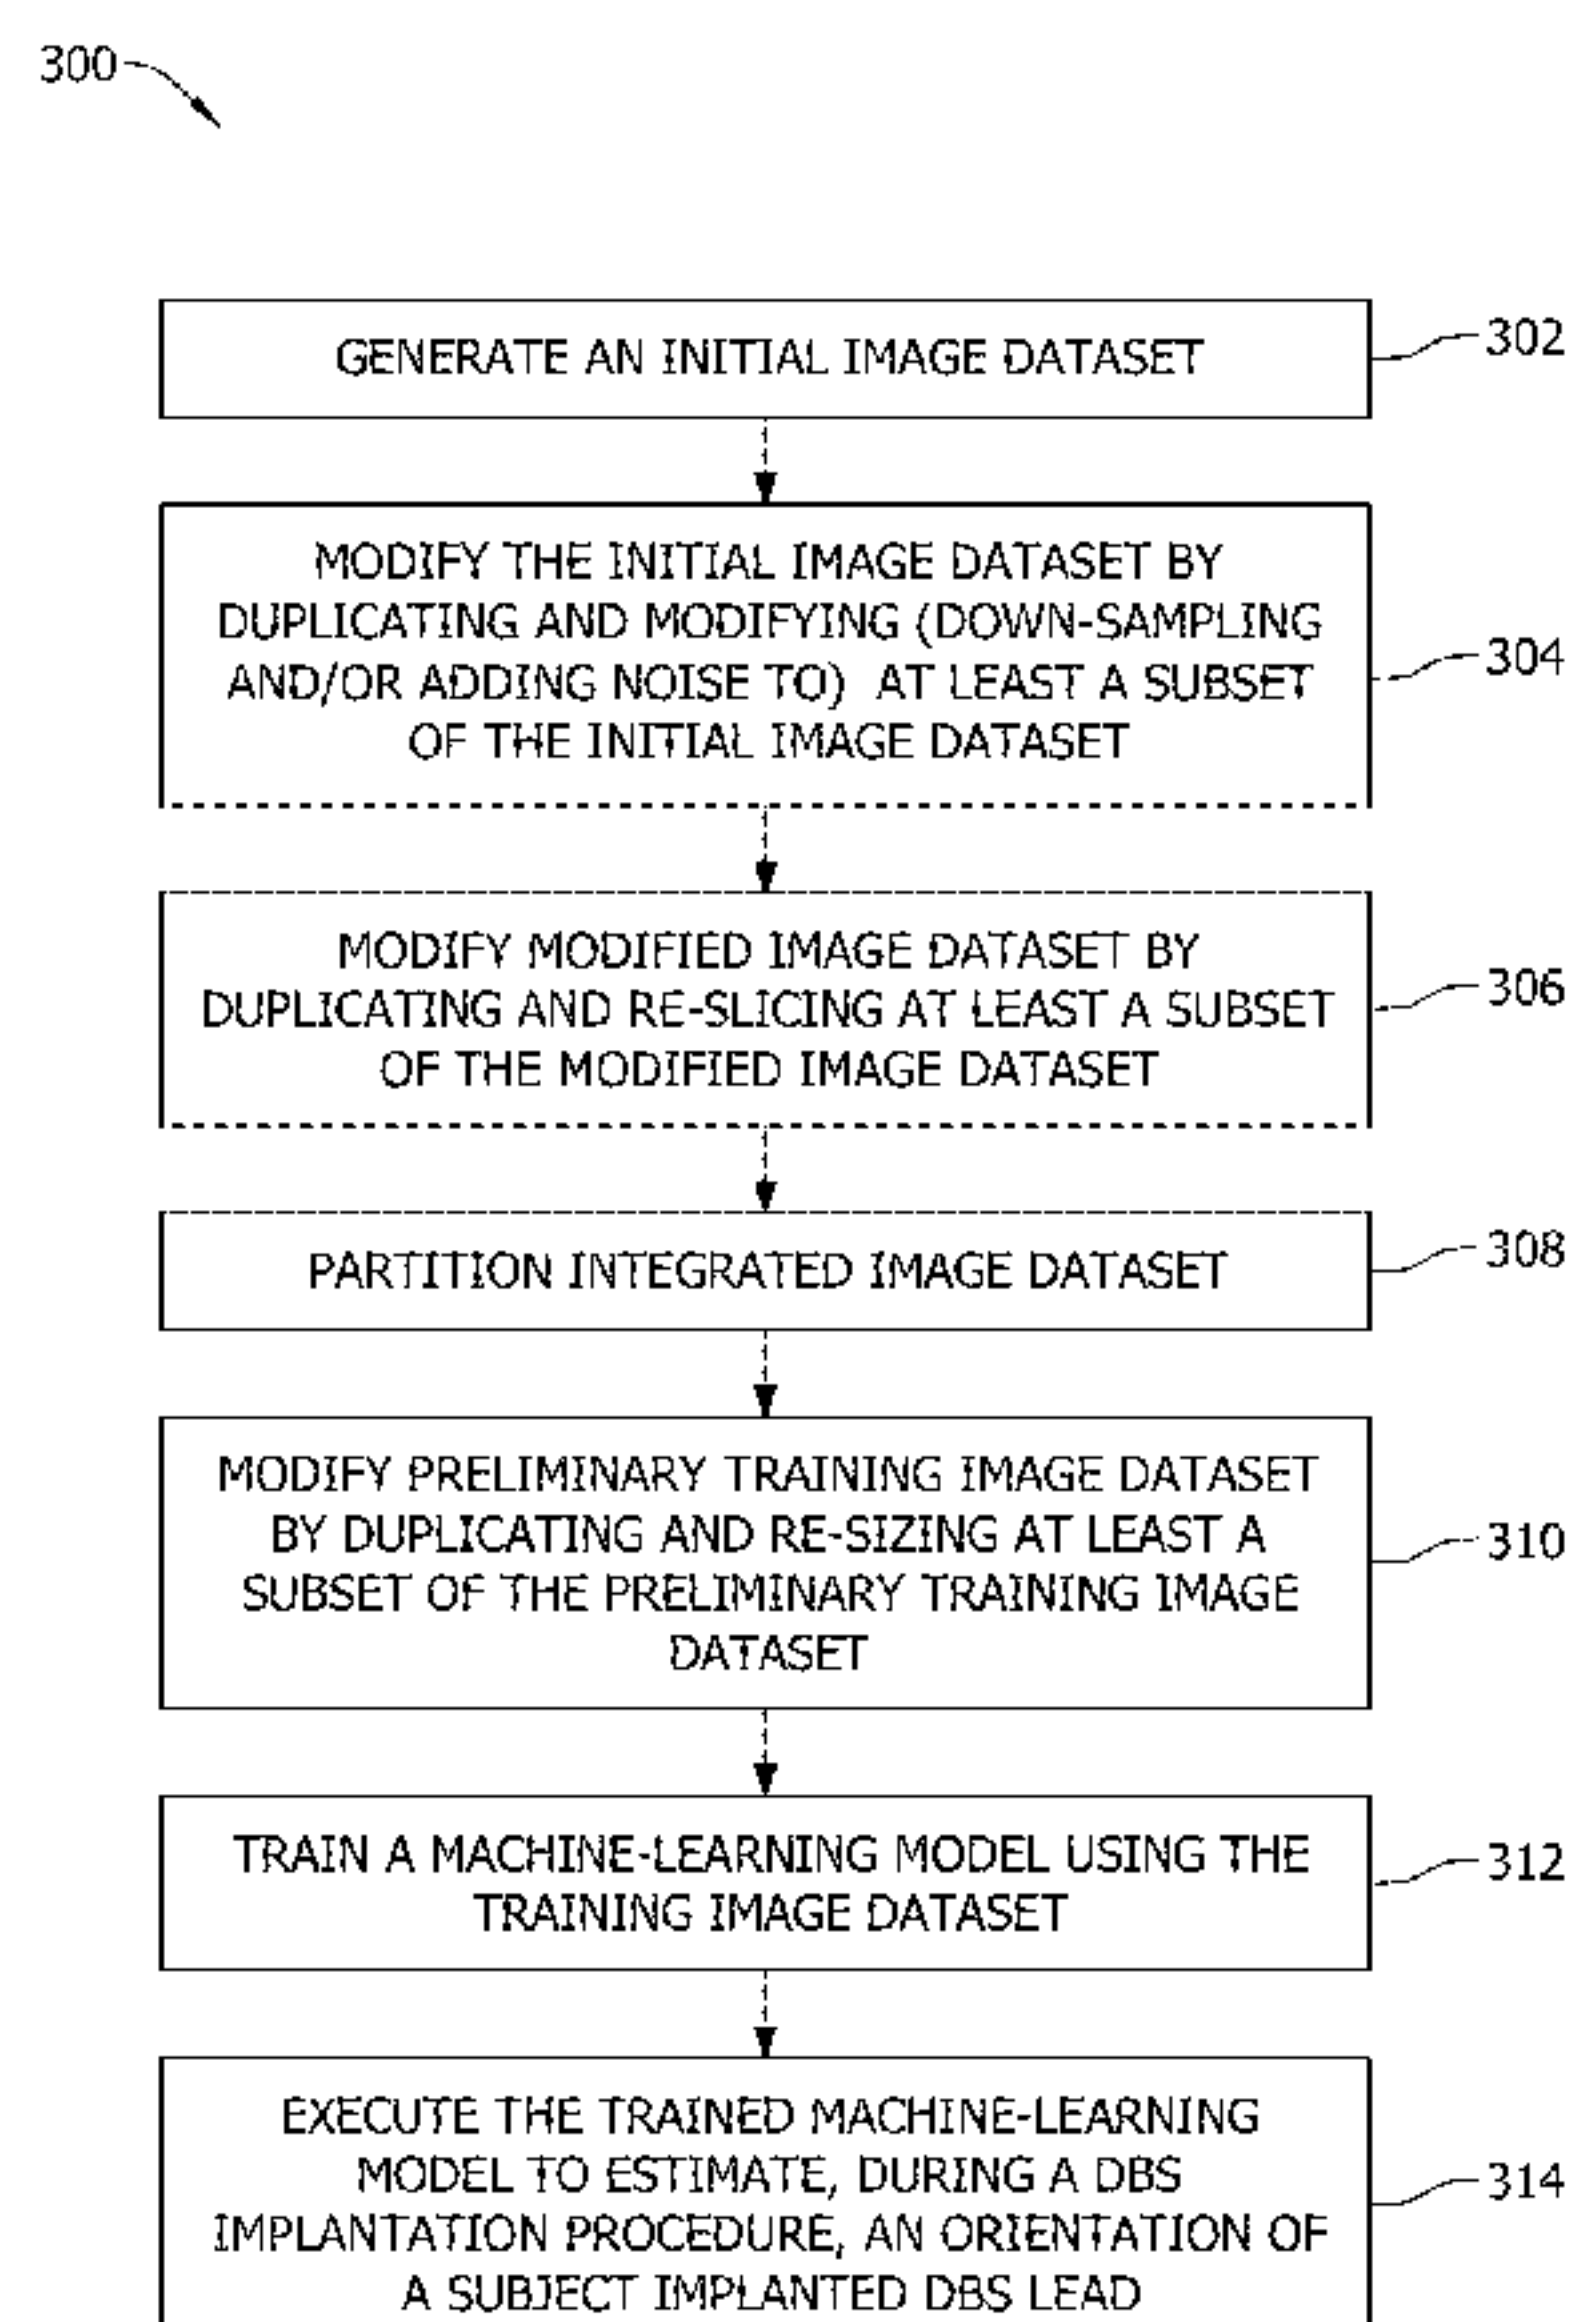 300
GENERATE AN INITIAL IMAGE DATASET
302
MODIFY THE INITIAL IMAGE DATASET BY
DUPLICATING AND MODIFYING (DOWN-SAMPLING
AND/OR ADDING NOISE TO) AT LEAST A SUBSET
OF THE INITIAL IMAGE DATASET
304
MODIFY MODIFIED IMAGE DATASET BY
DUPLICATING AND RE-SLICING AT LEAST A SUBSET
OF THE MODIFIED IMAGE DATASET
306
PARTITION INTEGRATED IMAGE DATASET
308
MODIFY PRELIMINARY TRAINING IMAGE DATASET
BY DUPLICATING AND RE-SIZING AT LEAST A
SUBSET OF THE PRELIMINARY TRAINING IMAGE
DATASET
310
TRAIN A MACHINE-LEARNING MODEL USING THE
TRAINING IMAGE DATASET
312
EXECUTE THE TRAINED MACHINE-LEARNING
MODEL TO ESTIMATE, DURING A DBS
IMPLANTATION PROCEDURE, AN ORIENTATION OF
A SUBJECT IMPLANTED DBS LEAD
314